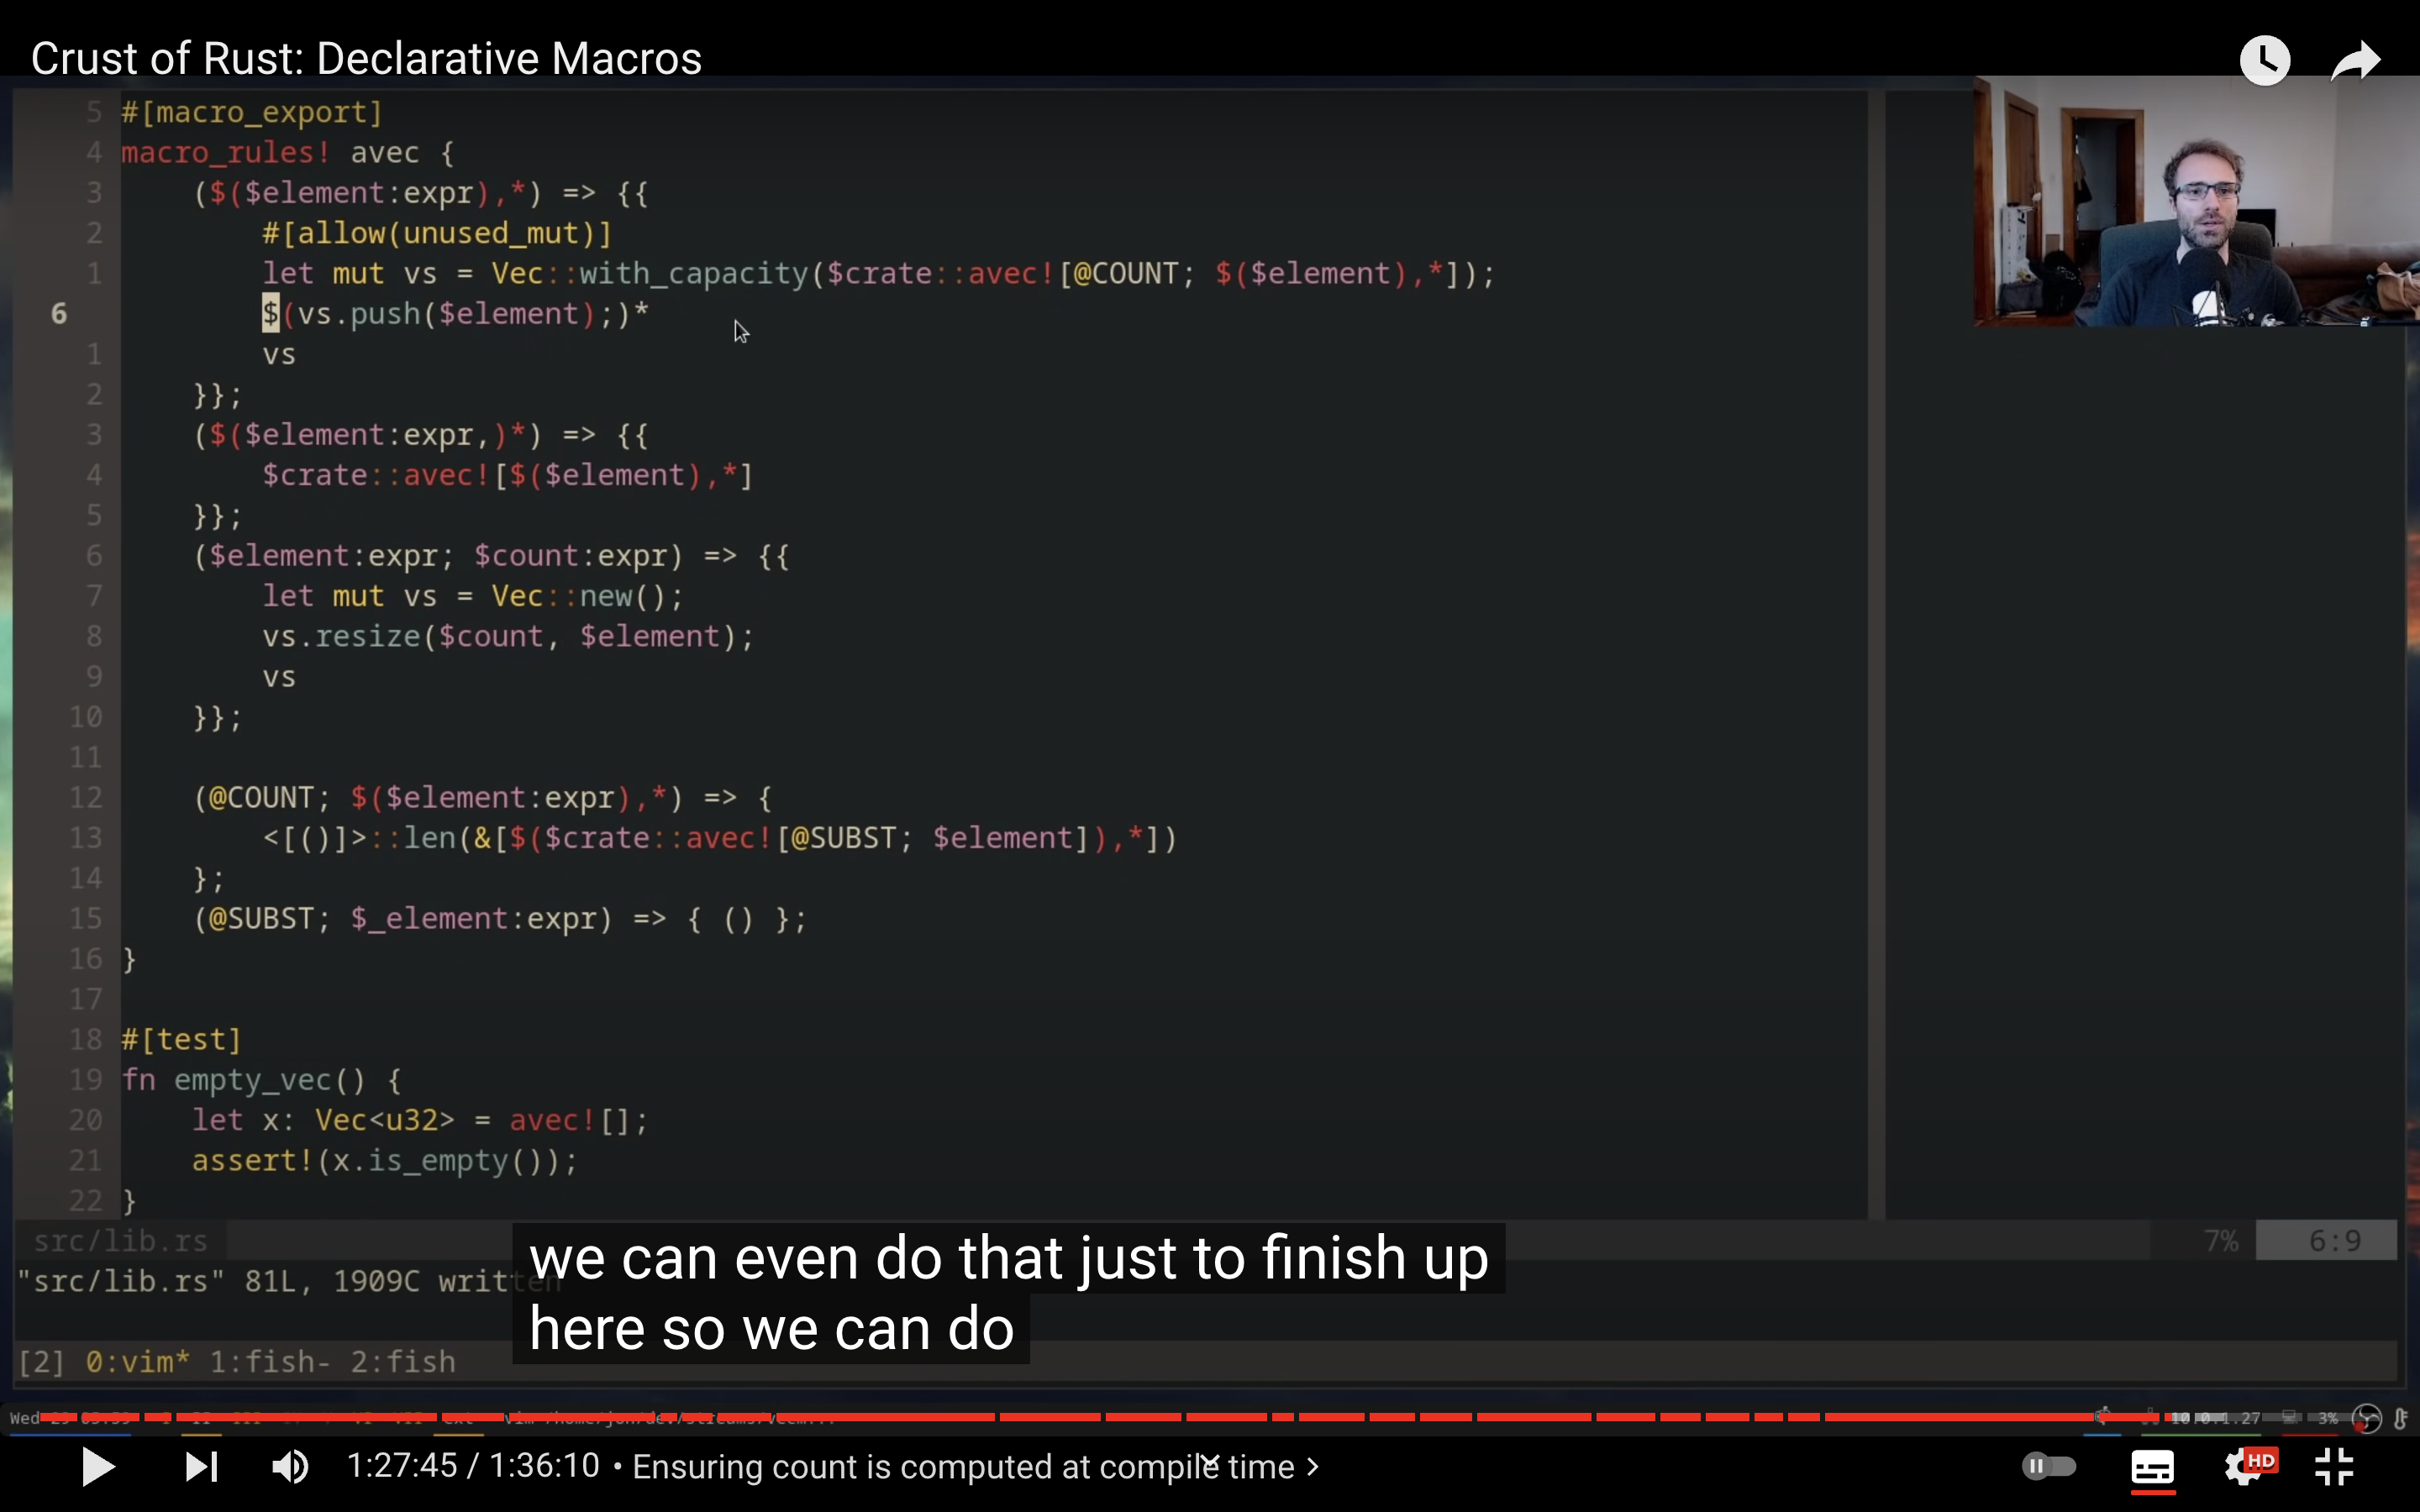 Crust of Rust: Declarative Macros
5 #[macro_export]
4 macro_rules! avec {
3 ($($element:expr),*) => {{
2 #[allow(unused_mut)]
1 let mut vs = Vec::with_capacity($crate::avec![@COUNT; $($element),*]);
6 $(vs.push($element);)*
1 vs
2 }};
3 ($($element:expr,)*) => {{
4 $crate::avec![$($element),*]
5 }};
6 ($element:expr; $count:expr) => {{
7 let mut vs = Vec::new();
8 vs.resize($count, $element);
9 vs
10 }};
11
12 (@COUNT; $($element:expr),*) => {
13 <[()]>::len(&[$($crate::avec![@SUBST; $element]),*])
14 };
15 (@SUBST; $_element:expr) => { () };
16 }
17
18 #[test]
19 fn empty_vec() {
20 let x: Vec<u32> = avec![];
21 assert!(x.is_empty());
22 }
src/lib.rs 7% 6:9
"src/lib.rs" 81L, 1909C written
we can even do that just to finish up
here so we can do
[2] 0:vim* 1:fish- 2:fish
Wed 3%
1:27:45 / 1:36:10 • Ensuring count is computed at compile time >
HD